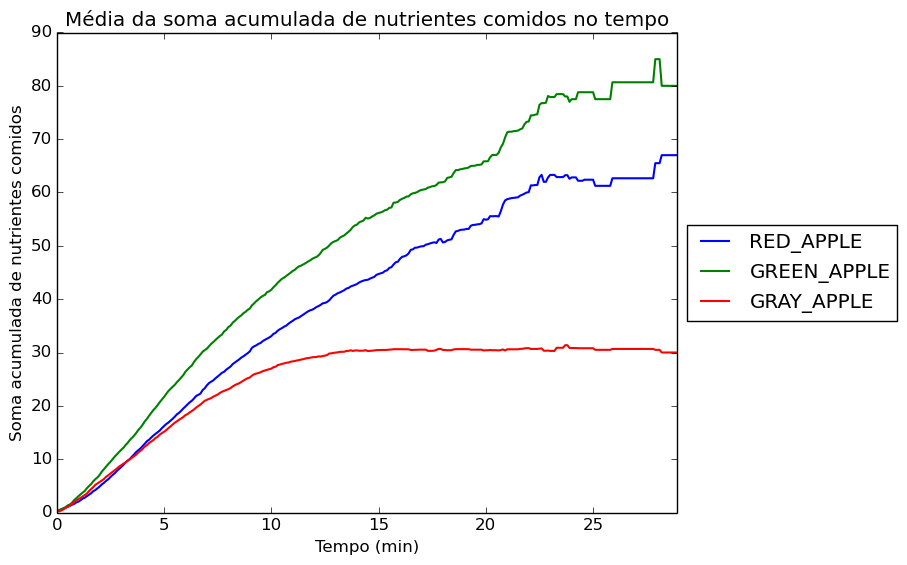 Média da soma acumulada de nutrientes comidos no tempo
Soma acumulada de nutrientes comidos
90
80
70
60
50
40
30
20
10
0
0 5 10 15 20 25
Tempo (min)
RED_APPLE
GREEN_APPLE
GRAY_APPLE